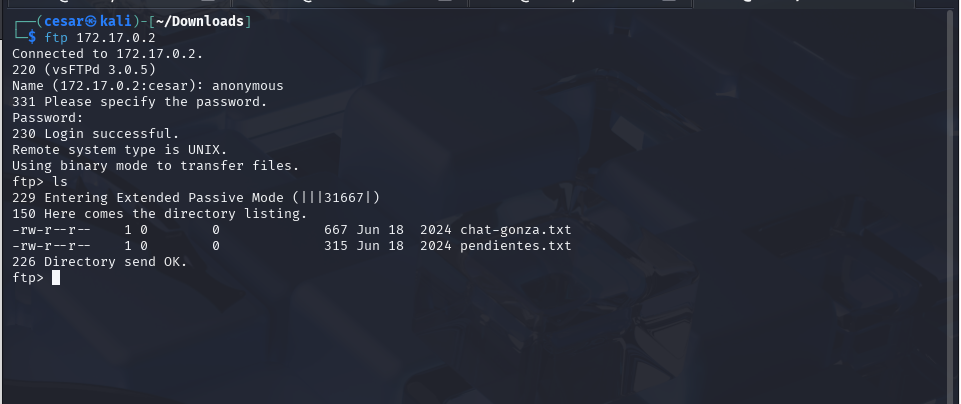 (cesar㉿kali)-[~/Downloads]
$ ftp 172.17.0.2
Connected to 172.17.0.2.
220 (vsFTPd 3.0.5)
Name (172.17.0.2:cesar): anonymous
331 Please specify the password.
Password:
230 Login successful.
Remote system type is UNIX.
Using binary mode to transfer files.
ftp> ls
229 Entering Extended Passive Mode (|||31667|)
150 Here comes the directory listing.
-rw-r--r--    1 0        0             667 Jun 18  2024 chat-gonza.txt
-rw-r--r--    1 0        0             315 Jun 18  2024 pendientes.txt
226 Directory send OK.
ftp>